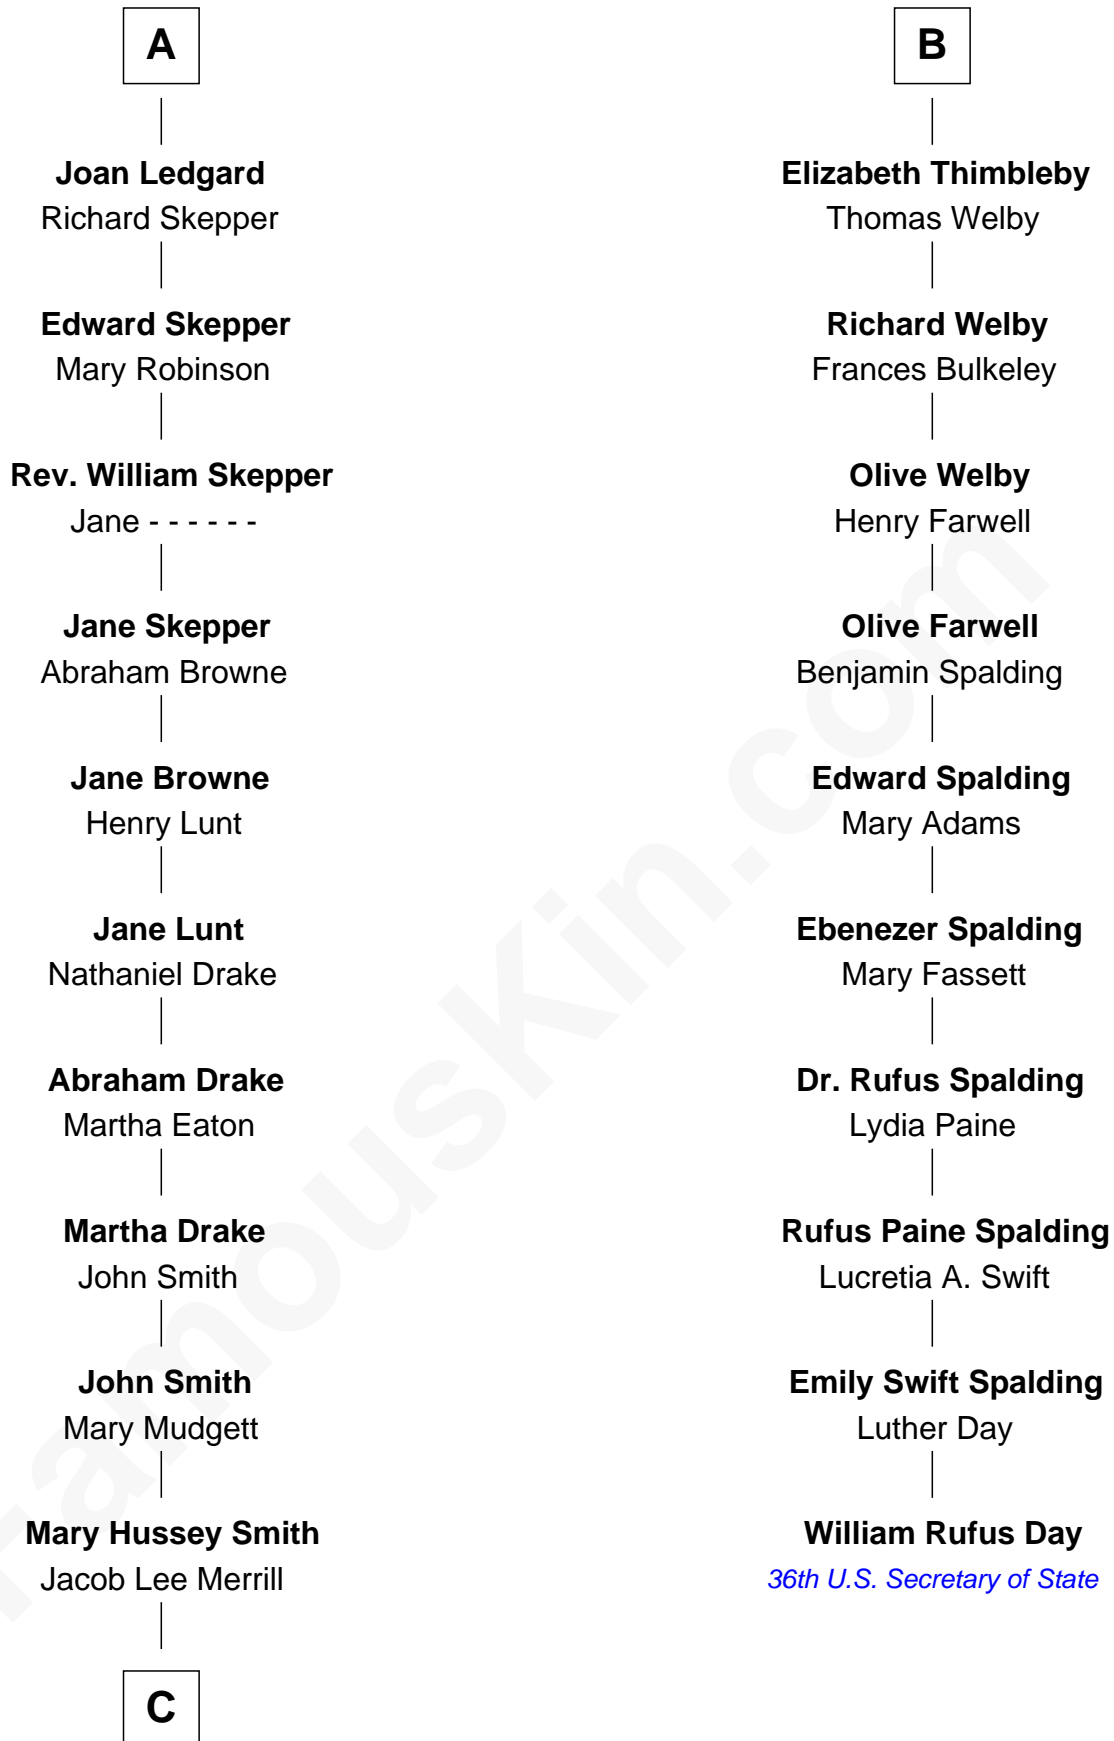 A
Joan Ledgard
Richard Skepper
Edward Skepper
Mary Robinson
Rev. William Skepper
Jane - - - - - -
Jane Skepper
Abraham Browne
Jane Browne
Henry Lunt
Jane Lunt
Nathaniel Drake
Abraham Drake
Martha Eaton
Martha Drake
John Smith
John Smith
Mary Mudgett
Mary Hussey Smith
Jacob Lee Merrill
C
B
Elizabeth Thimbleby
Thomas Welby
Richard Welby
Frances Bulkeley
Olive Welby
Henry Farwell
Olive Farwell
Benjamin Spalding
Edward Spalding
Mary Adams
Ebenezer Spalding
Mary Fassett
Dr. Rufus Spalding
Lydia Paine
Rufus Paine Spalding
Lucretia A. Swift
Emily Swift Spalding
Luther Day
William Rufus Day
36th U.S. Secretary of State
FamousKin.com